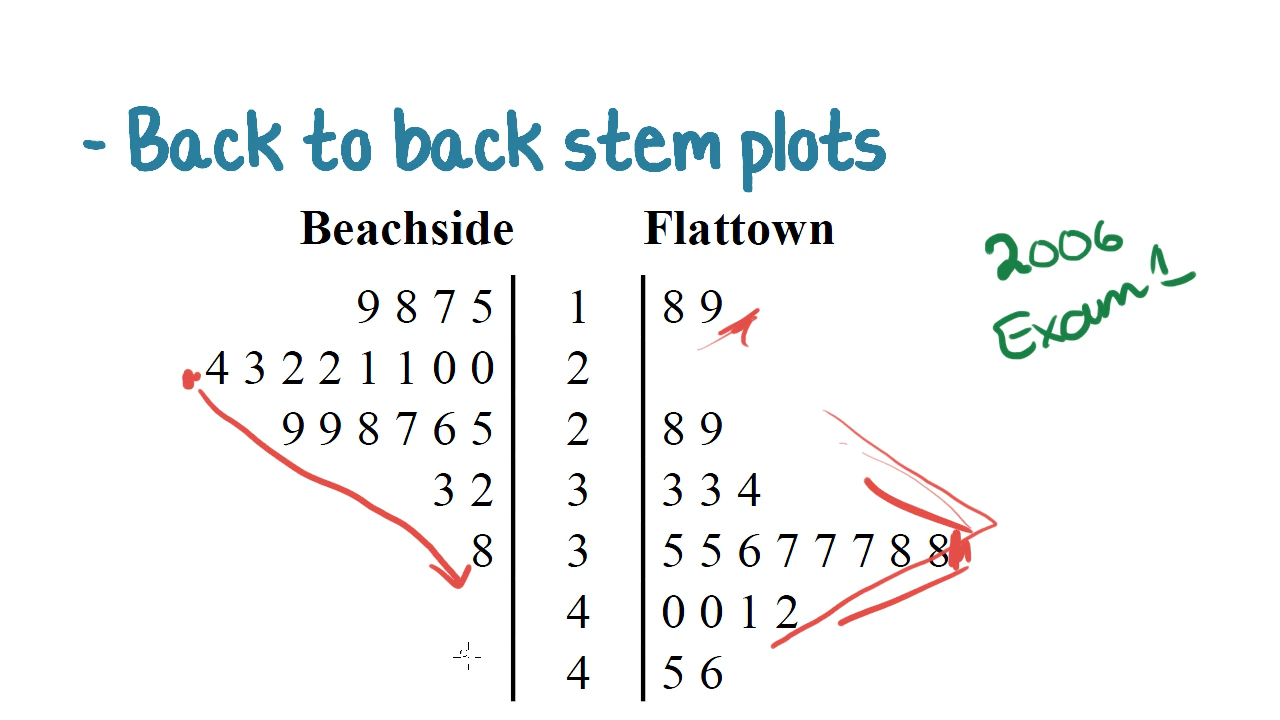 - Back to back stem plots
Beachside Flattown
9 8 7 5 1 8 9
4 3 2 2 1 1 0 0 2
9 9 8 7 6 5 2 8 9
3 2 3 3 3 4
8 3 5 5 6 7 7 7 8 8
4 0 0 1 2
4 5 6
2006
Exam 1